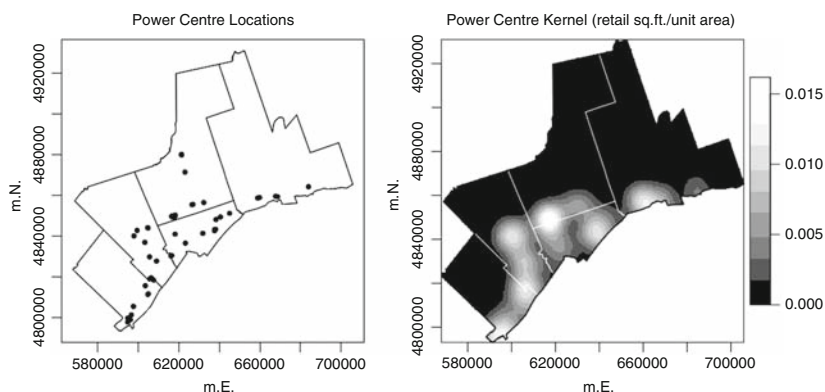 Power Centre Locations
4920000
4880000
4840000
4800000
m.N.
580000 620000 660000 700000
m.E.
Power Centre Kernel (retail sq.ft./unit area)
4920000
4880000
4840000
4800000
m.N.
580000 620000 660000 700000
m.E.
0.015
0.010
0.005
0.000